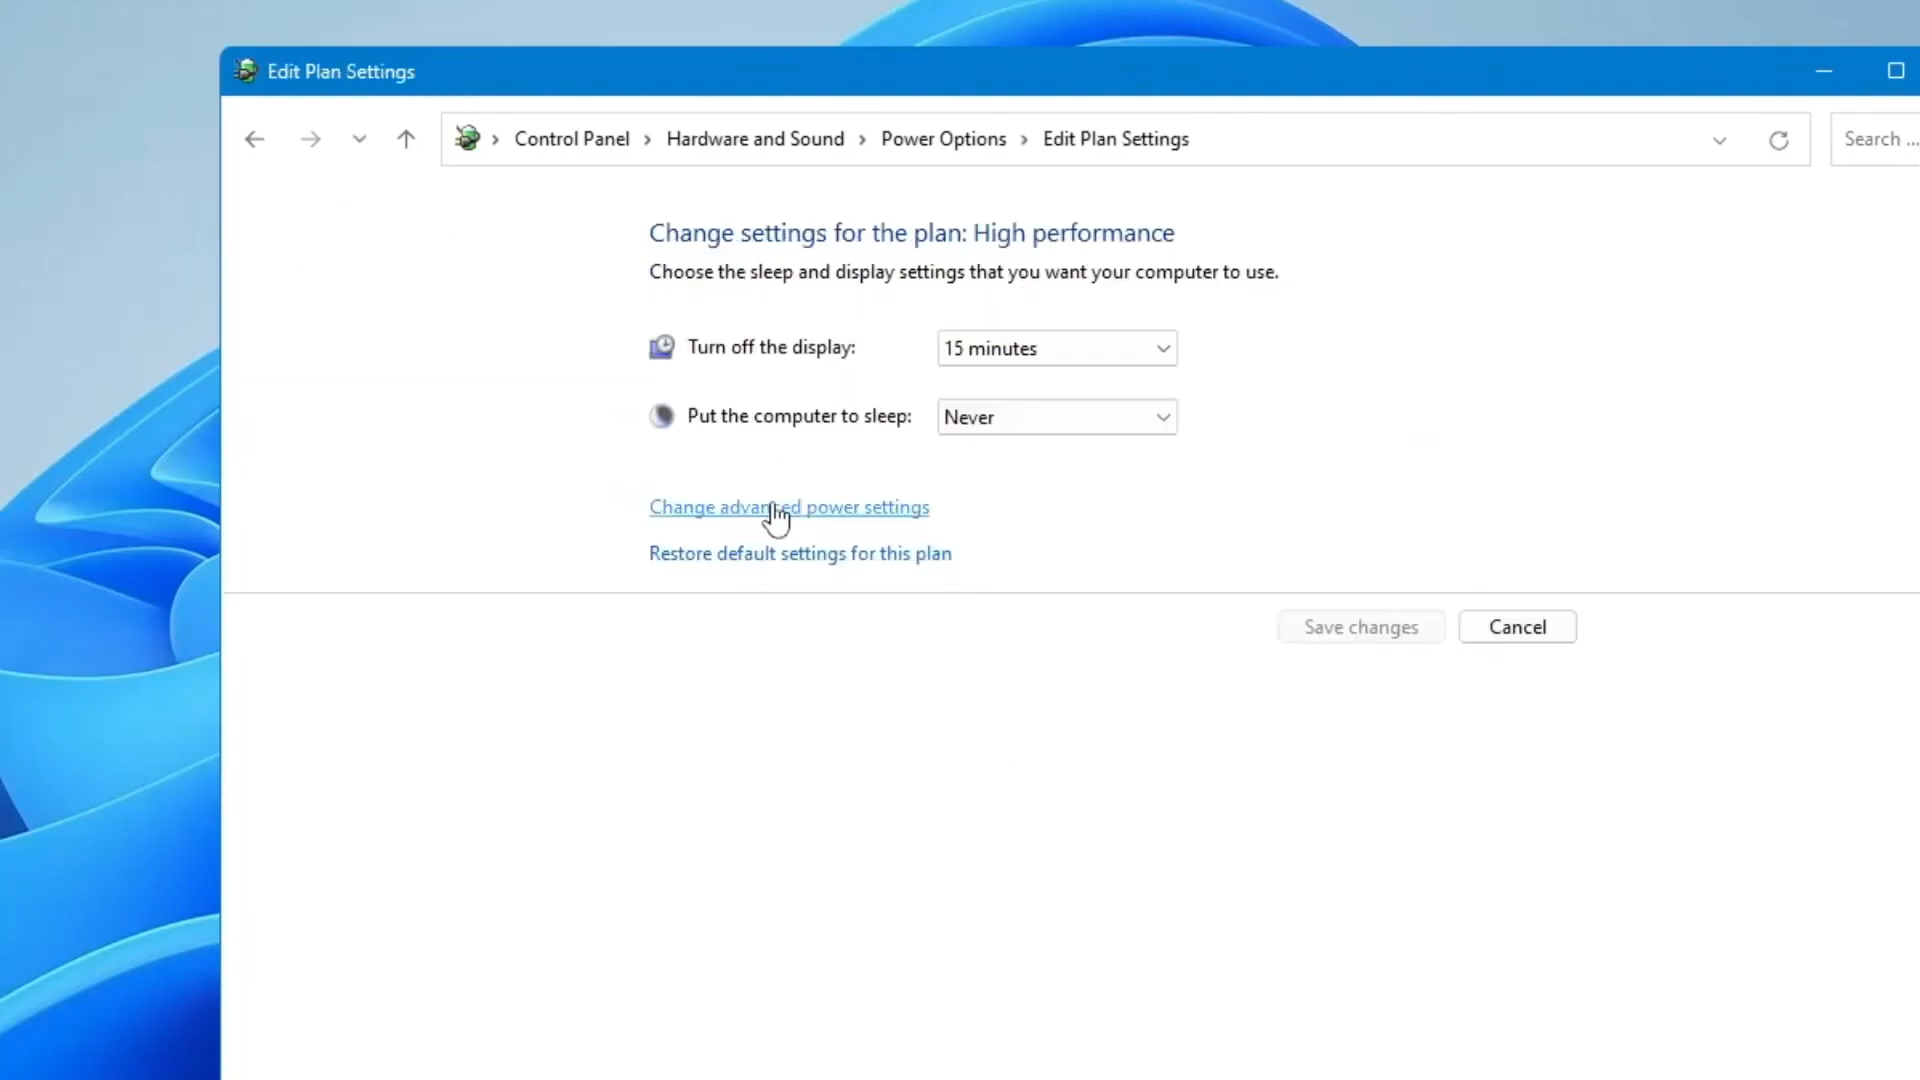 Edit Plan Settings
Control Panel > Hardware and Sound > Power Options > Edit Plan Settings
Search ...
Change settings for the plan: High performance
Choose the sleep and display settings that you want your computer to use.
Turn off the display: 15 minutes
Put the computer to sleep: Never
Change advanced power settings
Restore default settings for this plan
Save changes Cancel